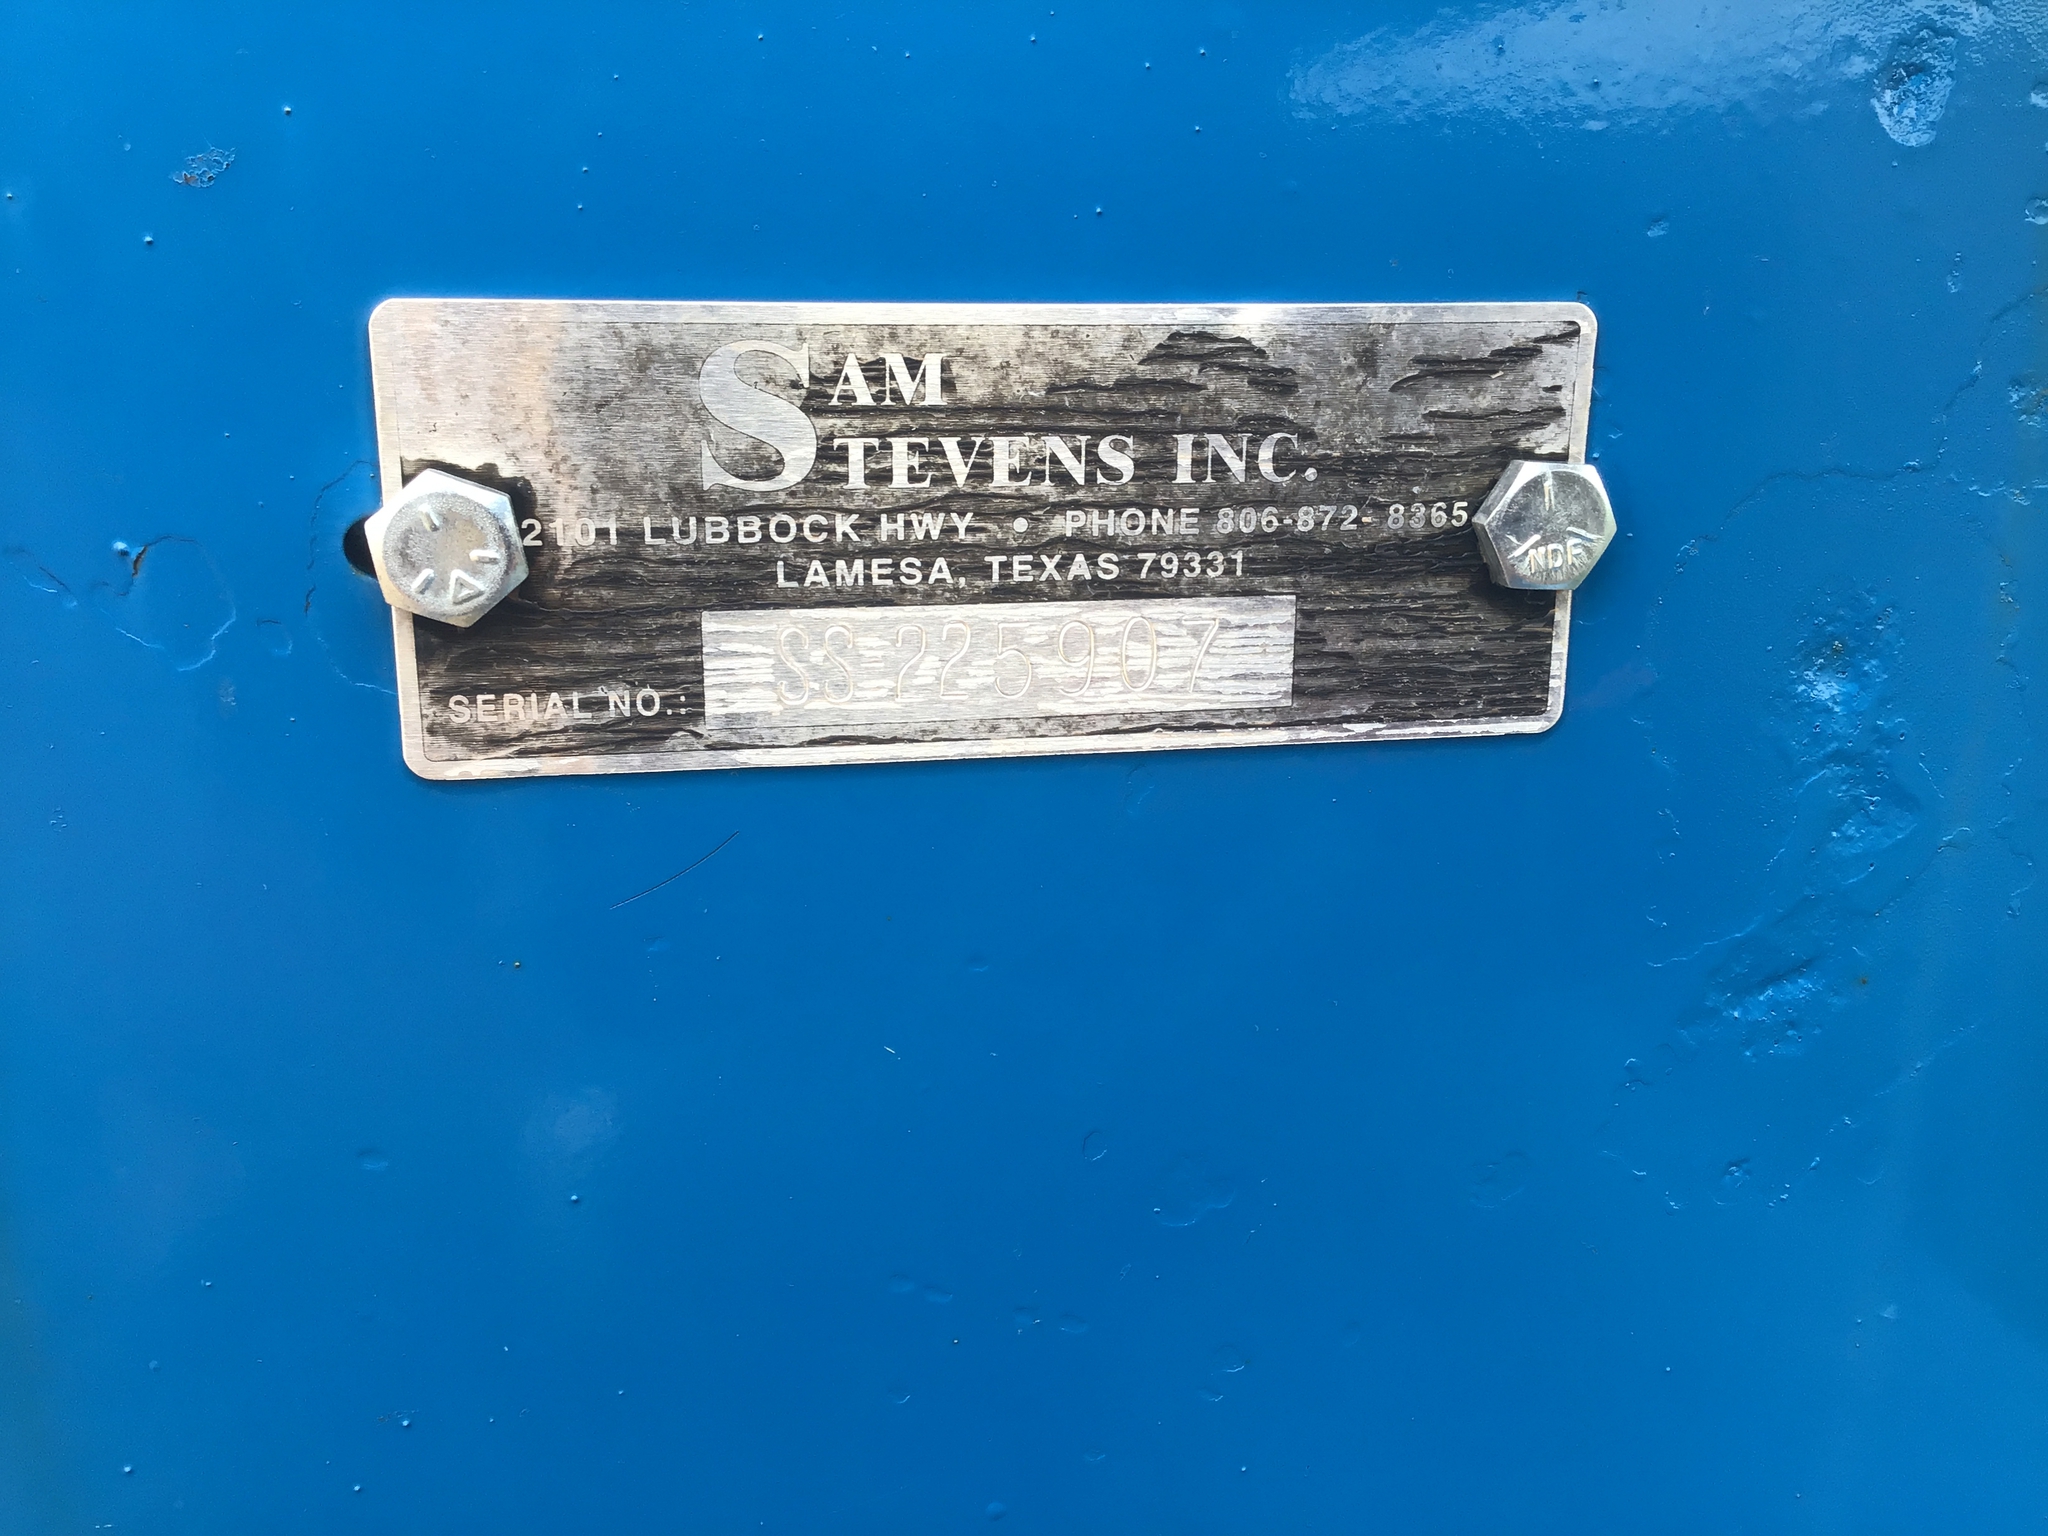 SAM
STEVENS INC.
2101 LUBBOCK HWY • PHONE 806-872-8365
LAMESA, TEXAS 79331
SERIAL NO.: SS 225907
NDF